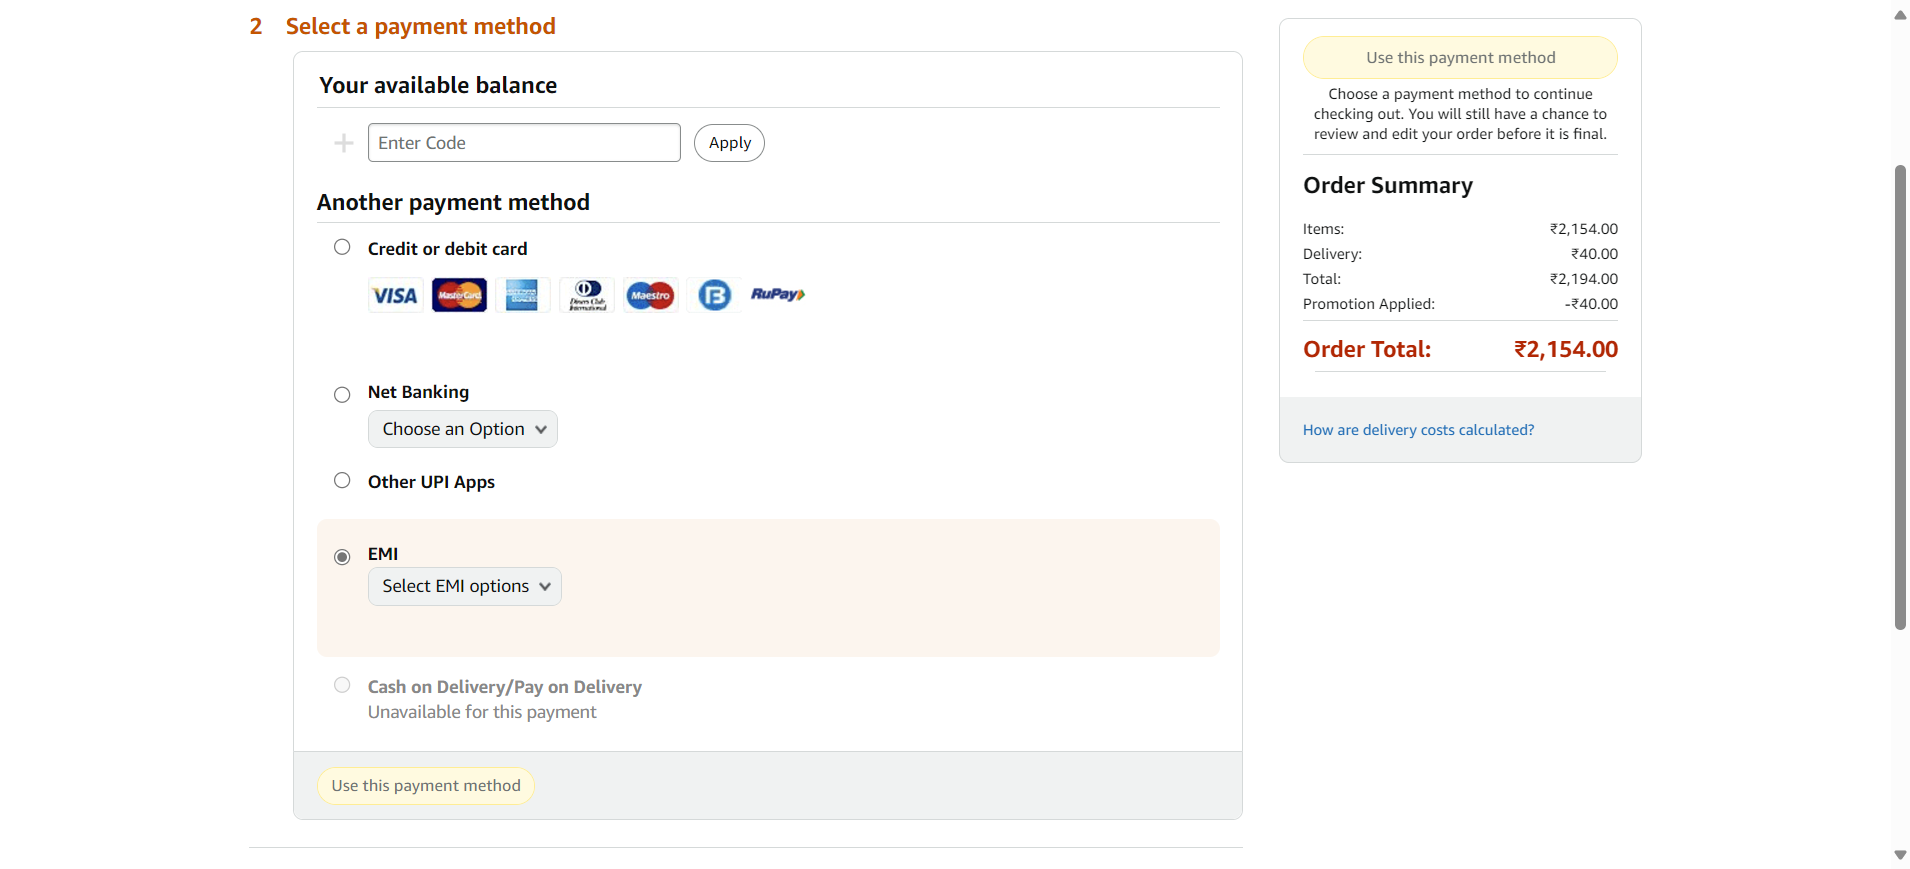 2 Select a payment method
Your available balance
Enter Code
Apply
Another payment method
Credit or debit card
VISA MasterCard Diners Club International Maestro B RuPay
Net Banking
Choose an Option
Other UPI Apps
EMI
Select EMI options
Cash on Delivery/Pay on Delivery
Unavailable for this payment
Use this payment method
Use this payment method
Choose a payment method to continue
checking out. You will still have a chance to
review and edit your order before it is final.
Order Summary
Items: ₹2,154.00
Delivery: ₹40.00
Total: ₹2,194.00
Promotion Applied: -₹40.00
Order Total: ₹2,154.00
How are delivery costs calculated?